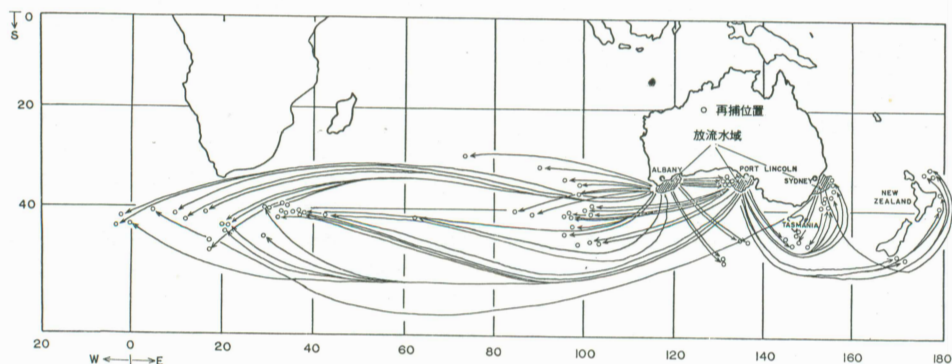 0
S
20
40
○ 再捕位置
放流水域
ALBANY
PORT LINCOLN
SYDNEY
TASMANIA
NEW
ZEALAND
20 0 20 40 60 80 100 120 140 160 180
W ←→ E